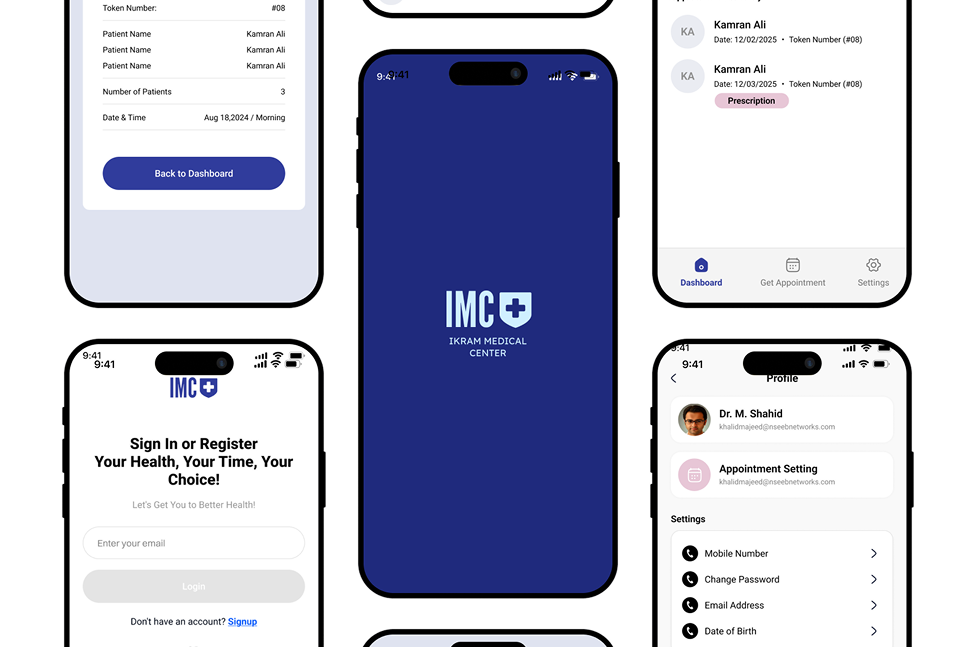 Token Number: #08
Patient Name Kamran Ali
Patient Name Kamran Ali
Patient Name Kamran Ali
Number of Patients 3
Date & Time Aug 18,2024 / Morning
Back to Dashboard
9:41
9:41
IMC
IKRAM MEDICAL
CENTER
KA
Kamran Ali
Date: 12/02/2025 • Token Number (#08)
KA
Kamran Ali
Date: 12/03/2025 • Token Number (#08)
Prescription
Dashboard
Get Appointment
Settings
9:41
9:41
IMC
Sign In or Register
Your Health, Your Time, Your
Choice!
Let's Get You to Better Health!
Enter your email
Login
Don't have an account? Signup
9:41
9:41
Profile
Dr. M. Shahid
khalidmajeed@nseebnetworks.com
Appointment Setting
khalidmajeed@nseebnetworks.com
Settings
Mobile Number
Change Password
Email Address
Date of Birth